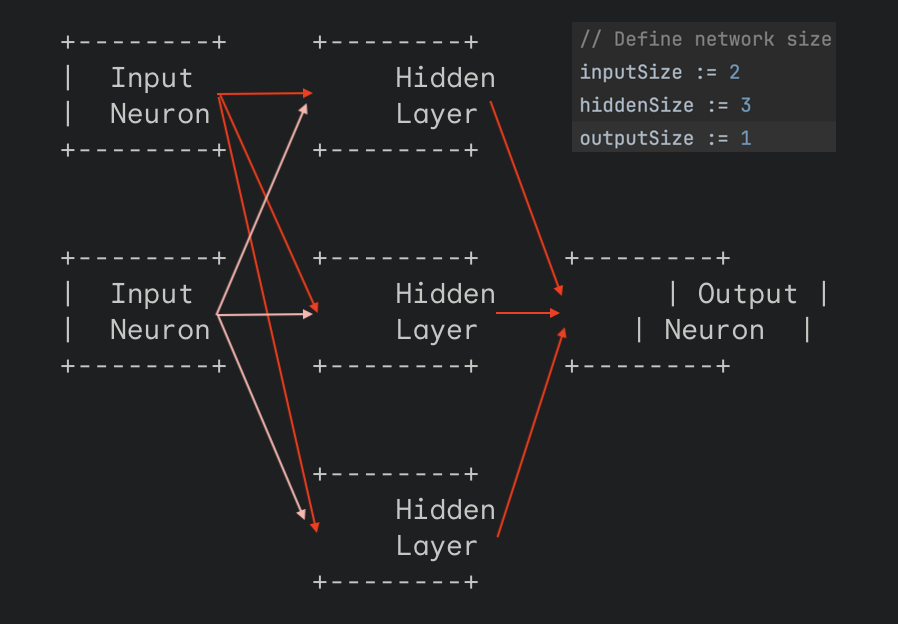 +--------+
| Input
| Neuron
+--------+
+--------+
Hidden
Layer
+--------+
// Define network size
inputSize := 2
hiddenSize := 3
outputSize := 1
+--------+
| Input
| Neuron
+--------+
+--------+
Hidden
Layer
+--------+
+--------+
| Output |
| Neuron |
+--------+
+--------+
Hidden
Layer
+--------+